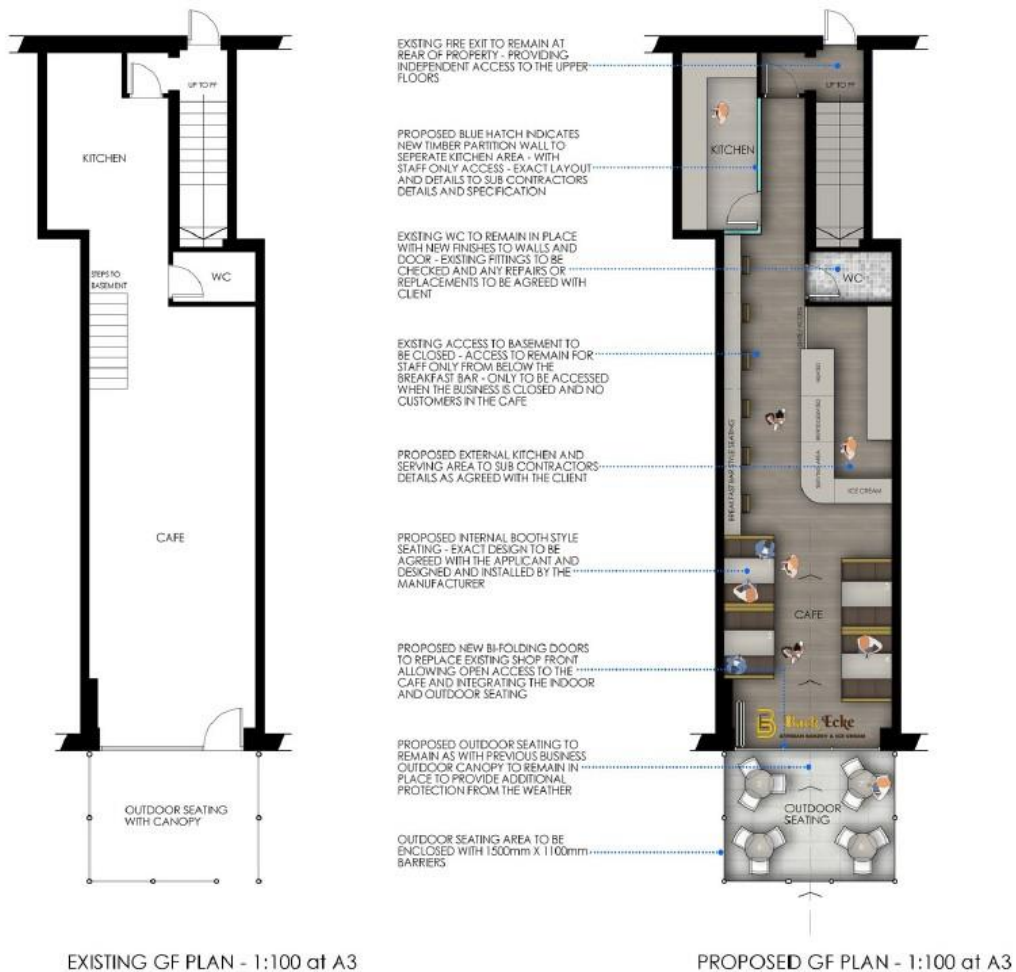 UP TO FF
KITCHEN
STEPS TO
BASEMENT
WC
CAFE
OUTDOOR SEATING
WITH CANOPY
EXISTING GF PLAN - 1:100 at A3
EXISTING FIRE EXIT TO REMAIN AT
REAR OF PROPERTY - PROVIDING
INDEPENDENT ACCESS TO THE UPPER
FLOORS
PROPOSED BLUE HATCH INDICATES
NEW TIMBER PARTITION WALL TO
SEPERATE KITCHEN AREA - WITH
STAFF ONLY ACCESS - EXACT LAYOUT
AND DETAILS TO SUB CONTRACTORS
DETAILS AND SPECIFICATION
EXISTING WC TO REMAIN IN PLACE
WITH NEW FINISHES TO WALLS AND
DOOR - EXISTING FITTINGS TO BE
CHECKED AND ANY REPAIRS OR
REPLACEMENTS TO BE AGREED WITH
CLIENT
EXISTING ACCESS TO BASEMENT TO
BE CLOSED - ACCESS TO REMAIN FOR
STAFF ONLY FROM BELOW THE
BREAKFAST BAR - ONLY TO BE ACCESSED
WHEN THE BUSINESS IS CLOSED AND NO
CUSTOMERS IN THE CAFE
PROPOSED EXTERNAL KITCHEN AND
SERVING AREA TO SUB CONTRACTORS
DETAILS AS AGREED WITH THE CLIENT
PROPOSED INTERNAL BOOTH STYLE
SEATING - EXACT DESIGN TO BE
AGREED WITH THE APPLICANT AND
DESIGNED AND INSTALLED BY THE
MANUFACTURER
PROPOSED NEW BI-FOLDING DOORS
TO REPLACE EXISTING SHOP FRONT
ALLOWING OPEN ACCESS TO THE
CAFE AND INTEGRATING THE INDOOR
AND OUTDOOR SEATING
PROPOSED OUTDOOR SEATING TO
REMAIN AS WITH PREVIOUS BUSINESS
OUTDOOR CANOPY TO REMAIN IN
PLACE TO PROVIDE ADDITIONAL
PROTECTION FROM THE WEATHER
OUTDOOR SEATING AREA TO BE
ENCLOSED WITH 1500mm X 1100mm
BARRIERS
UP TO FF
KITCHEN
WC
BREAKFAST BAR STYLE SEATING
SERVING AREA
ICE CREAM
CAFE
Back Ecke
ARTISAN BAKERY & ICE CREAM
OUTDOOR
SEATING
PROPOSED GF PLAN - 1:100 at A3